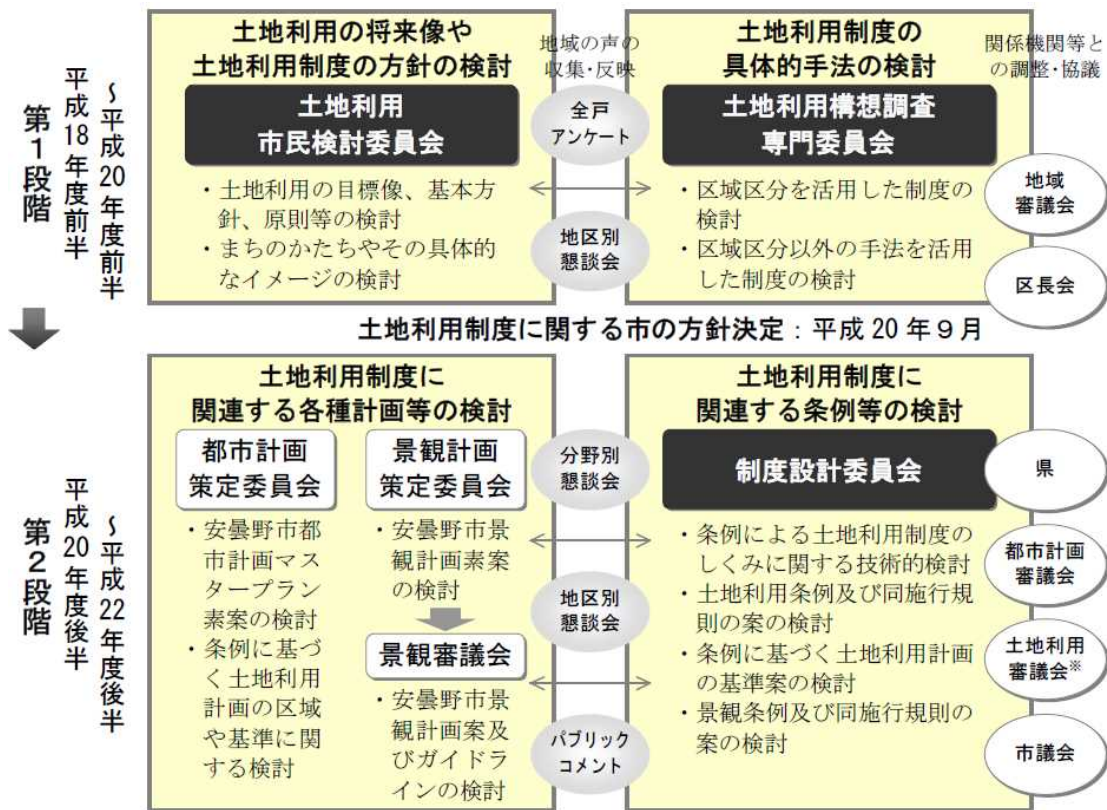 第1段階
平成18年度前半
～平成20年度前半
土地利用の将来像や
土地利用制度の方針の検討
土地利用
市民検討委員会
・土地利用の目標像、基本方
針、原則等の検討
・まちのかたちやその具体的
なイメージの検討
地域の声の
収集・反映
全戸
アンケート
地区別
懇談会
土地利用制度の
具体的手法の検討
土地利用構想調査
専門委員会
・区域区分を活用した制度の
検討
・区域区分以外の手法を活用
した制度の検討
関係機関等と
の調整・協議
地域
審議会
区長会
土地利用制度に関する市の方針決定：平成20年９月
第2段階
平成20年度後半
～平成22年度後半
土地利用制度に
関連する各種計画等の検討
都市計画
策定委員会
・安曇野市都
市計画マス
タープラン
素案の検討
・条例に基づ
く土地利用
計画の区域
や基準に関
する検討
景観計画
策定委員会
・安曇野市景
観計画素案
の検討
景観審議会
・安曇野市景
観計画案及
びガイドラ
インの検討
分野別
懇談会
地区別
懇談会
パブリック
コメント
土地利用制度に
関連する条例等の検討
制度設計委員会
・条例による土地利用制度の
しくみに関する技術的検討
・土地利用条例及び同施行規
則の案の検討
・条例に基づく土地利用計画
の基準案の検討
・景観条例及び同施行規則の
案の検討
県
都市計画
審議会
土地利用
審議会※
市議会